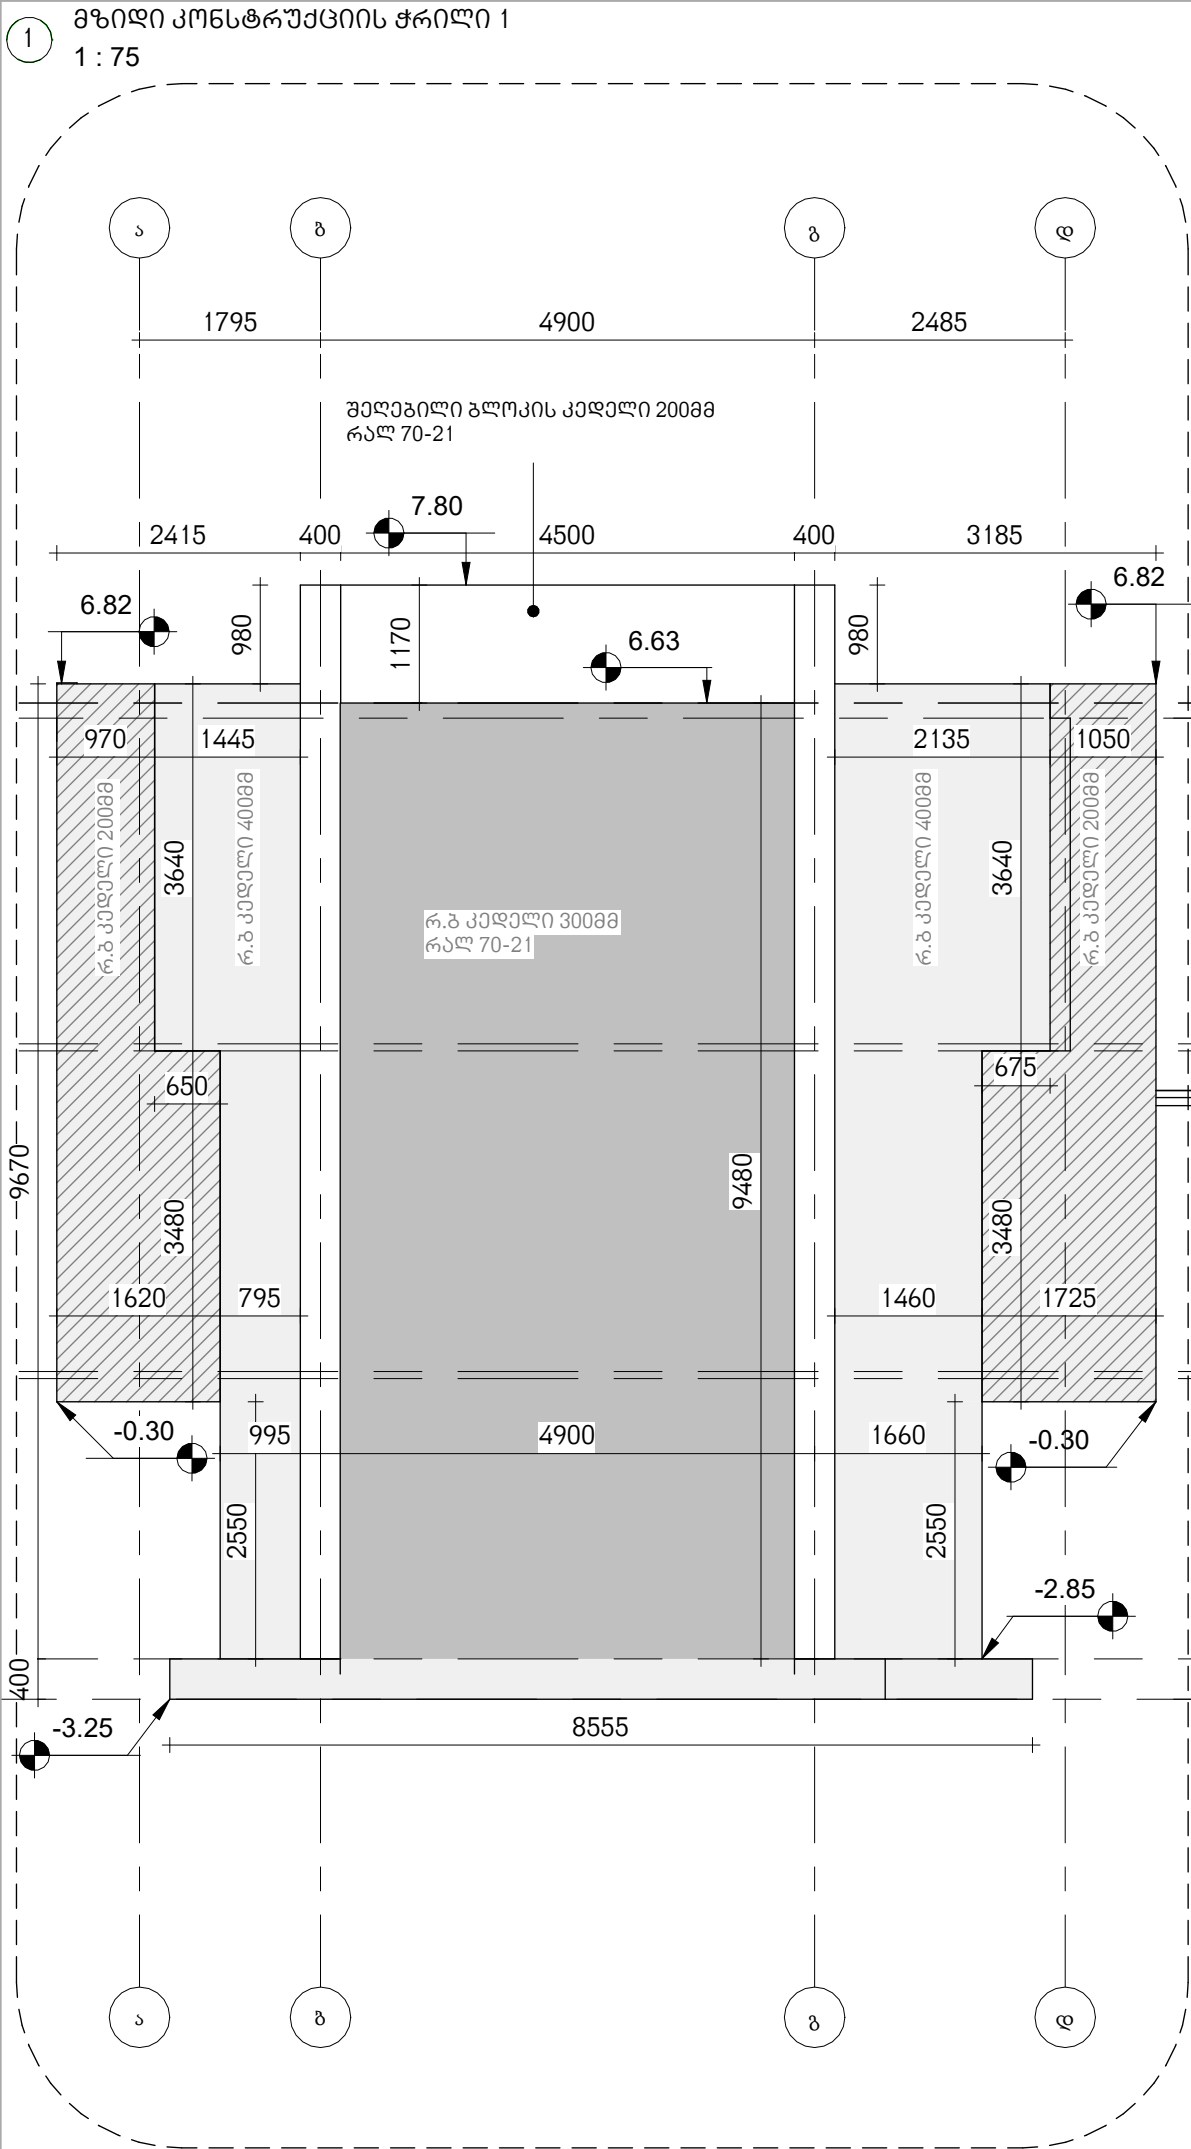 1
მზიდი კონსტრუქციის ჭრილი 1
1 : 75
ა
ბ
გ
დ
1795
4900
2485
შეღებილი ბლოკის კედელი 200მმ
რალ 70-21
7.80
2415
400
4500
400
3185
6.82
6.82
980
1170
980
6.63
970
1445
2135
1050
რ.ბ კედელი 200მმ
რ.ბ კედელი 400მმ
რ.ბ კედელი 400მმ
რ.ბ კედელი 200მმ
3640
3640
რ.ბ კედელი 300მმ
რალ 70-21
650
675
9670
9480
3480
3480
1620
795
1460
1725
-0.30
995
4900
1660
-0.30
2550
2550
-2.85
400
-3.25
8555
ა
ბ
გ
დ